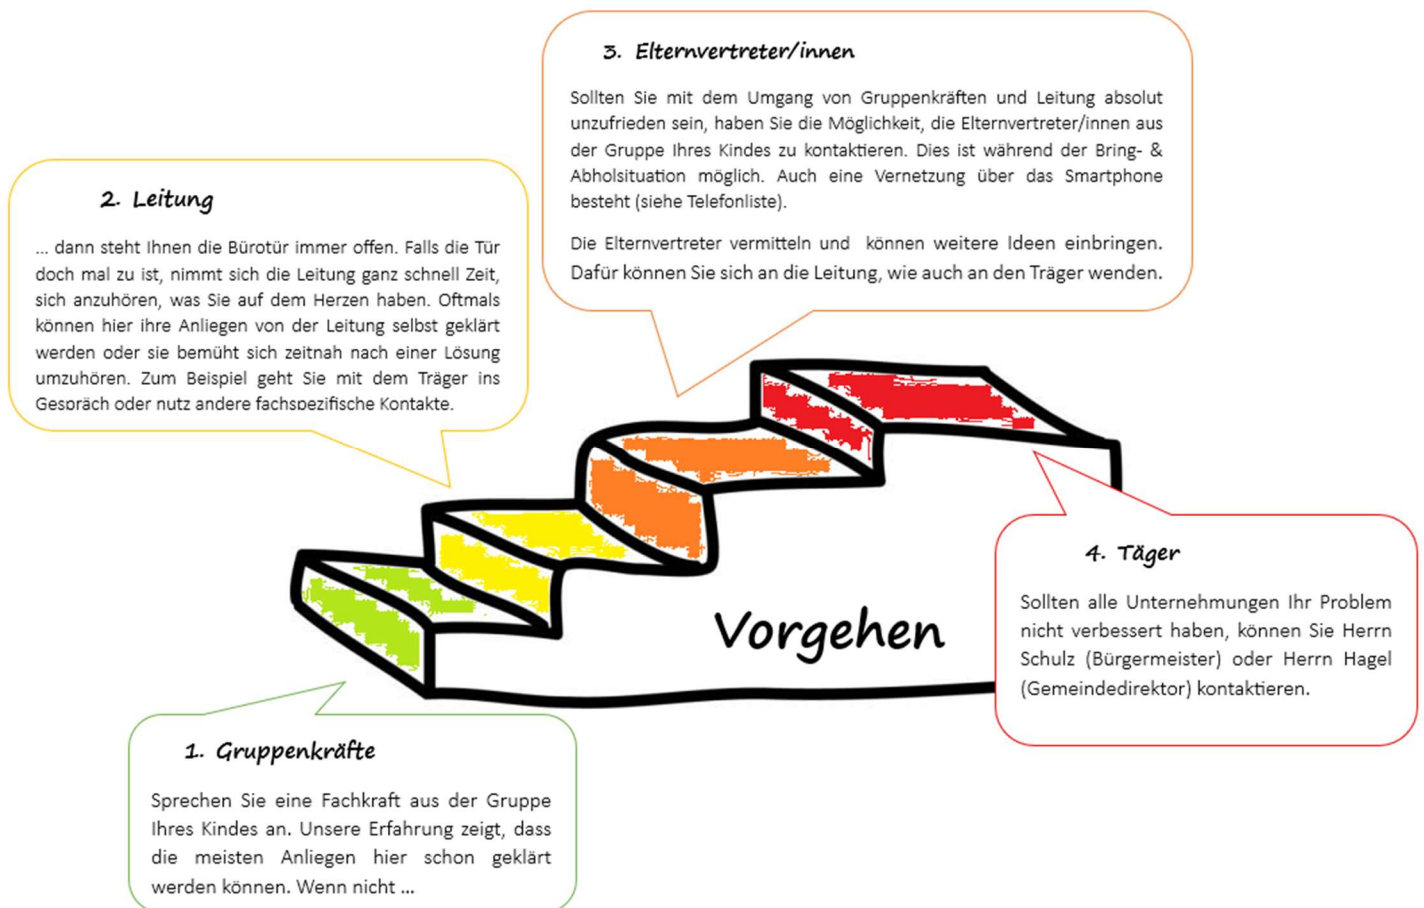 3. Elternvertreter/innen
Sollten Sie mit dem Umgang von Gruppenkräften und Leitung absolut
unzufrieden sein, haben Sie die Möglichkeit, die Elternvertreter/innen aus
der Gruppe Ihres Kindes zu kontaktieren. Dies ist während der Bring- &
Abholsituation möglich. Auch eine Vernetzung über das Smartphone
besteht (siehe Telefonliste).
Die Elternvertreter vermitteln und können weitere Ideen einbringen.
Dafür können Sie sich an die Leitung, wie auch an den Träger wenden.
2. Leitung
... dann steht Ihnen die Bürotür immer offen. Falls die Tür
doch mal zu ist, nimmt sich die Leitung ganz schnell Zeit,
sich anzuhören, was Sie auf dem Herzen haben. Oftmals
können hier ihre Anliegen von der Leitung selbst geklärt
werden oder sie bemüht sich zeitnah nach einer Lösung
umzuhören. Zum Beispiel geht Sie mit dem Träger ins
Gespräch oder nutz andere fachspezifische Kontakte.
4. Täger
Sollten alle Unternehmungen Ihr Problem
nicht verbessert haben, können Sie Herrn
Schulz (Bürgermeister) oder Herrn Hagel
(Gemeindedirektor) kontaktieren.
Vorgehen
1. Gruppenkräfte
Sprechen Sie eine Fachkraft aus der Gruppe
Ihres Kindes an. Unsere Erfahrung zeigt, dass
die meisten Anliegen hier schon geklärt
werden können. Wenn nicht ...